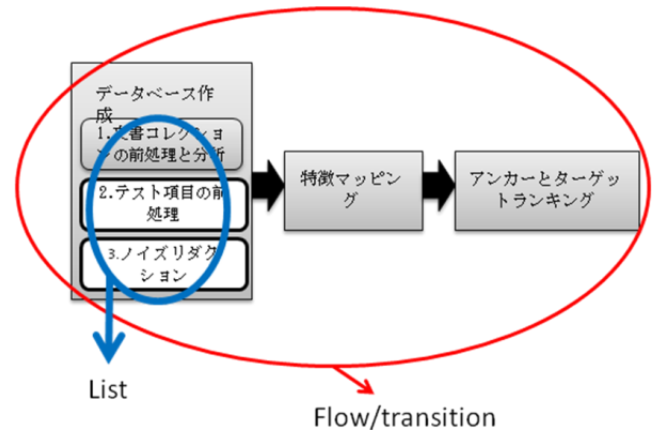 データベース作
成
1.文書コレクショ
ンの前処理と分析
2.テスト項目の前
処理
3.ノイズリダク
ション
特徴マッピン
グ
アンカーとターゲッ
トランキング
List
Flow/transition